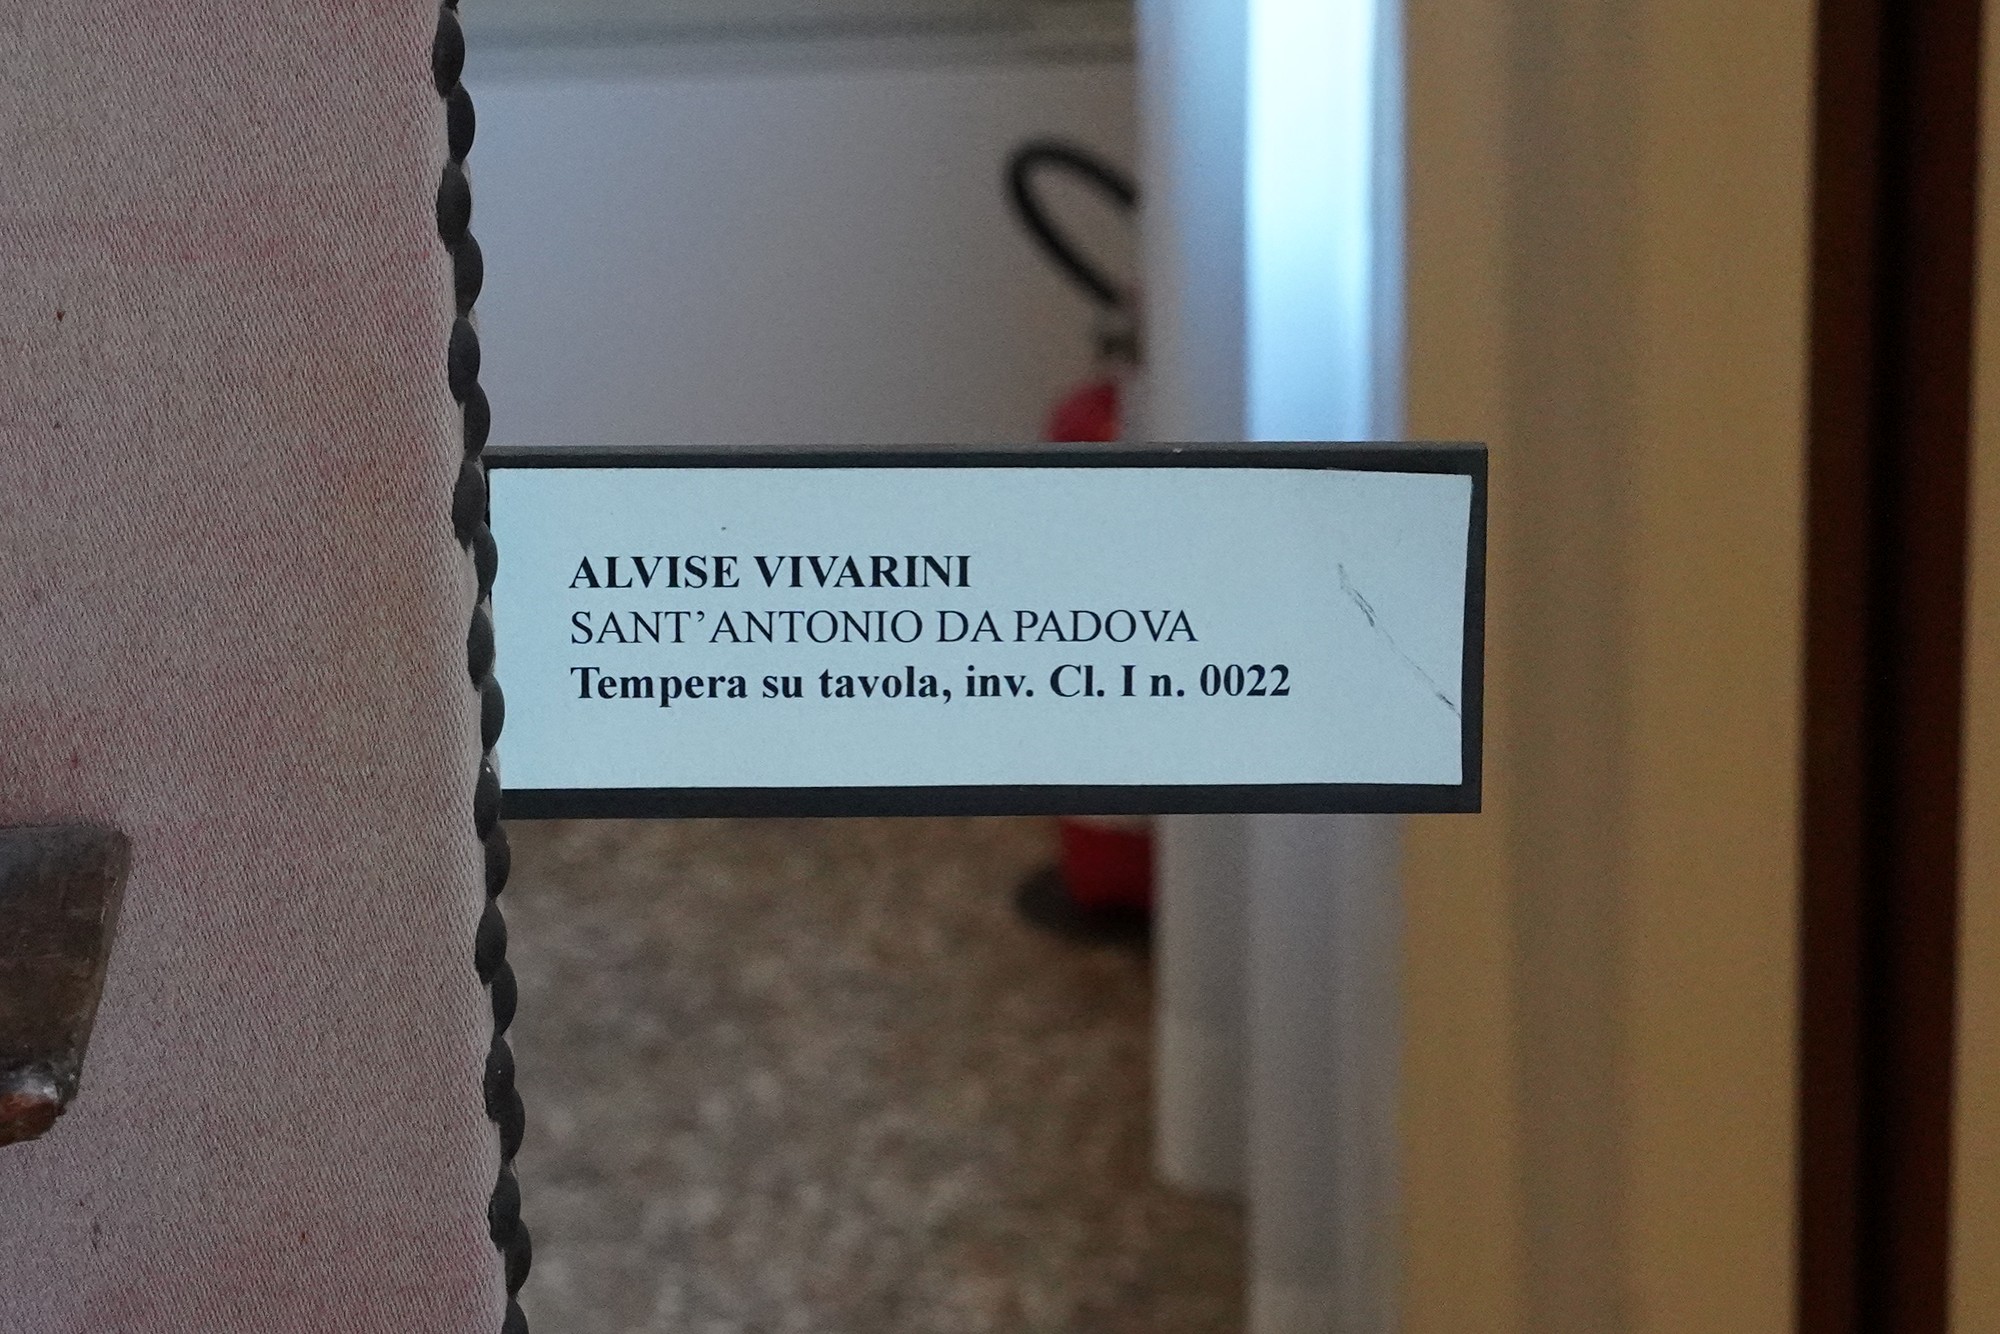 ALVISE VIVARINI
SANT’ANTONIO DA PADOVA
Tempera su tavola, inv. Cl. I n. 0022